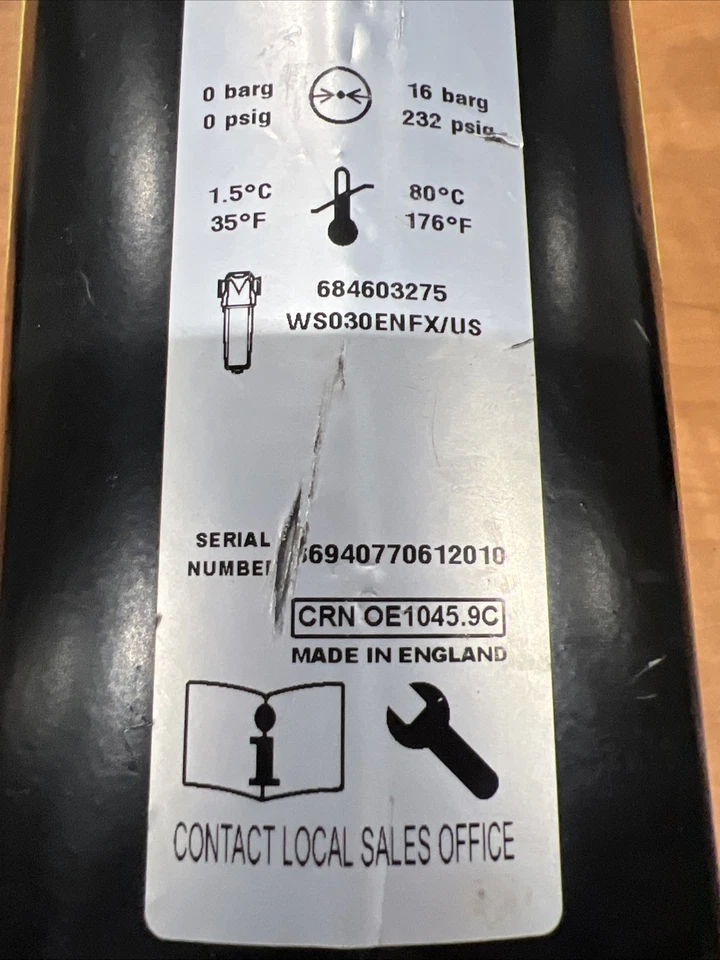 0 barg 16 barg
0 psig 232 psig
1.5°C 80°C
35°F 176°F
684603275
WS030ENFX/US
SERIAL
NUMBER
CRN OE1045.9C
MADE IN ENGLAND
i
CONTACT LOCAL SALES OFFICE